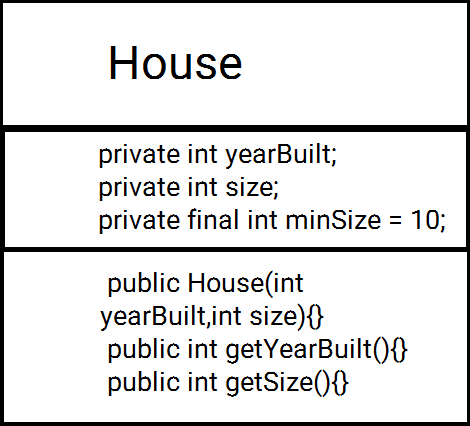 House
private int yearBuilt;
private int size;
private final int minSize = 10;
public House(int
yearBuilt,int size){}
public int getYearBuilt(){}
public int getSize(){}